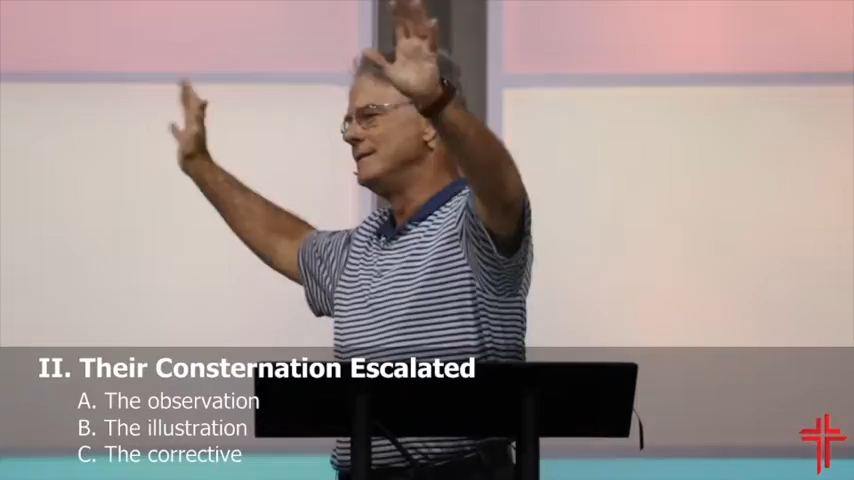 II. Their Consternation Escalated
A. The observation
B. The illustration
C. The corrective